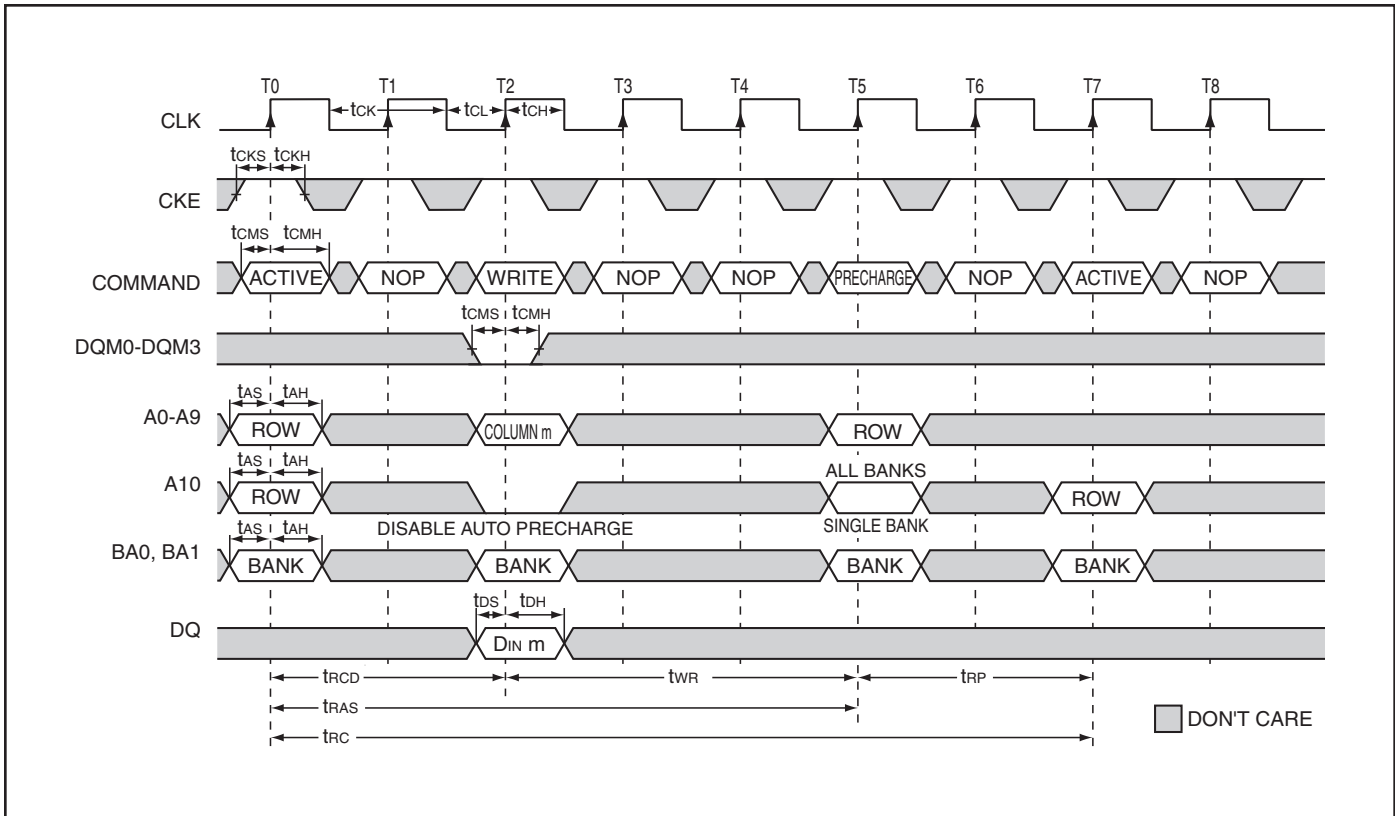 T0 T1 T2 T3 T4 T5 T6 T7 T8
tCK tCL tCH
CLK
tCKS tCKH
CKE
tCMS tCMH
COMMAND ACTIVE NOP WRITE NOP NOP PRECHARGE NOP ACTIVE NOP
tCMS tCMH
DQM0-DQM3
tAS tAH
A0-A9 ROW COLUMN m ROW
tAS tAH ALL BANKS
A10 ROW ROW
tAS tAH DISABLE AUTO PRECHARGE SINGLE BANK
BA0, BA1 BANK BANK BANK BANK
tDS tDH
DQ DIN m
tRCD tWR tRP
tRAS
DON'T CARE
tRC